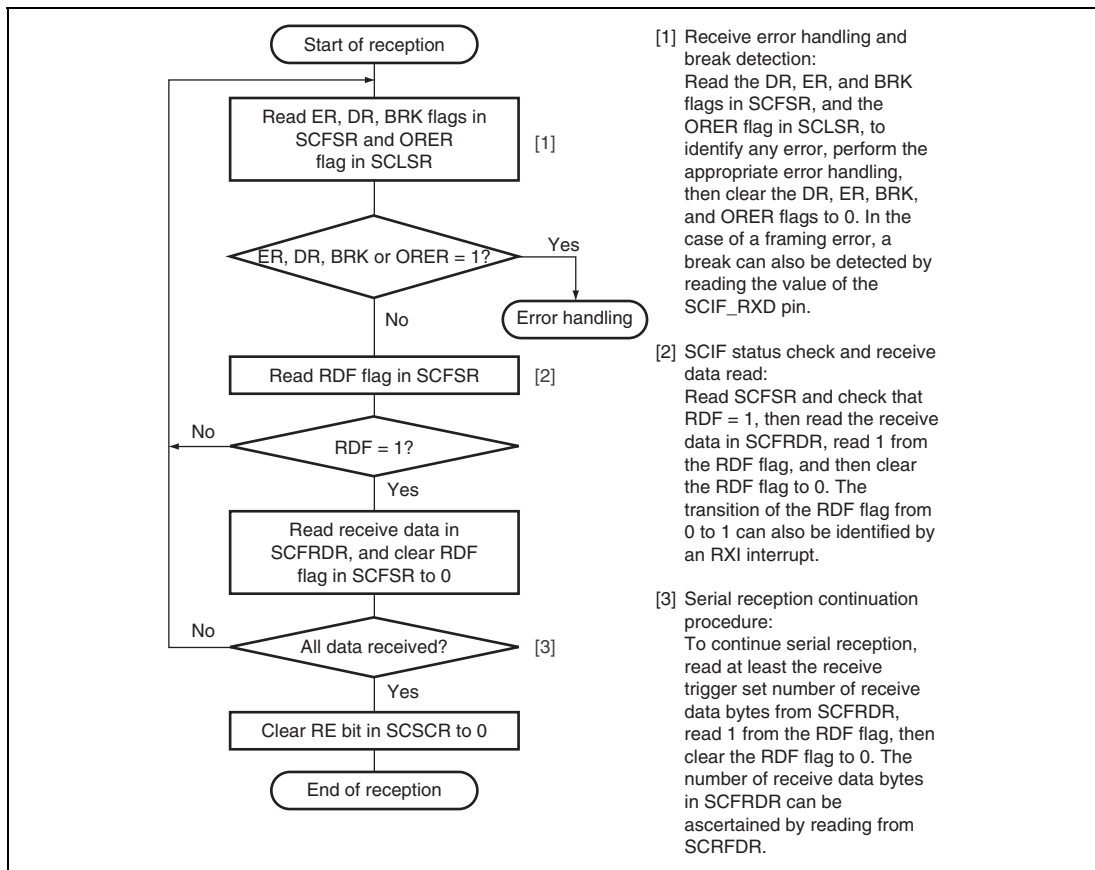 Start of reception
Read ER, DR, BRK flags in
SCFSR and ORER
flag in SCLSR
[1]
ER, DR, BRK or ORER = 1?
Yes
Error handling
No
Read RDF flag in SCFSR
[2]
No
RDF = 1?
Yes
Read receive data in
SCFRDR, and clear RDF
flag in SCFSR to 0
No
All data received?
[3]
Yes
Clear RE bit in SCSCR to 0
End of reception
[1] Receive error handling and
break detection:
Read the DR, ER, and BRK
flags in SCFSR, and the
ORER flag in SCLSR, to
identify any error, perform the
appropriate error handling,
then clear the DR, ER, BRK,
and ORER flags to 0. In the
case of a framing error, a
break can also be detected by
reading the value of the
SCIF_RXD pin.
[2] SCIF status check and receive
data read:
Read SCFSR and check that
RDF = 1, then read the receive
data in SCFRDR, read 1 from
the RDF flag, and then clear
the RDF flag to 0. The
transition of the RDF flag from
0 to 1 can also be identified by
an RXI interrupt.
[3] Serial reception continuation
procedure:
To continue serial reception,
read at least the receive
trigger set number of receive
data bytes from SCFRDR,
read 1 from the RDF flag, then
clear the RDF flag to 0. The
number of receive data bytes
in SCFRDR can be
ascertained by reading from
SCRFDR.